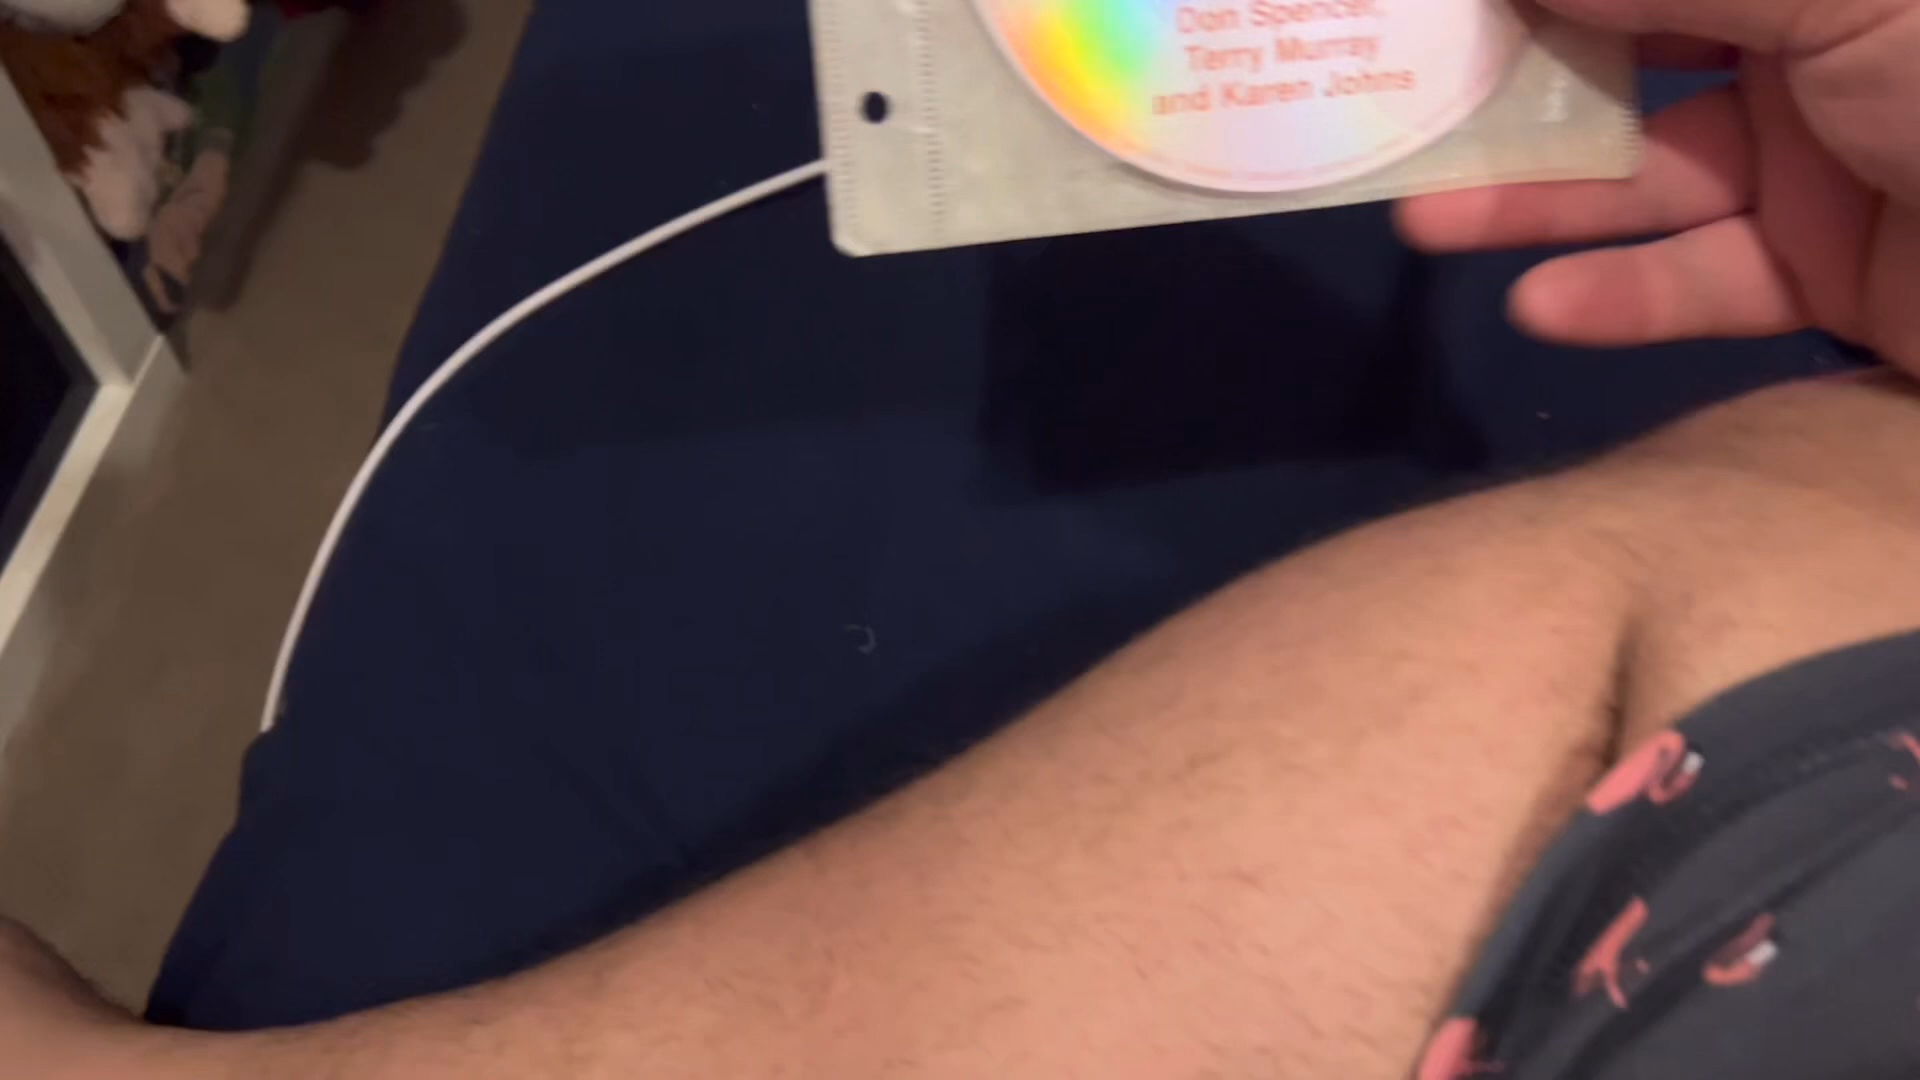 Don Spencer,
Terry Murray
and Karen Johns